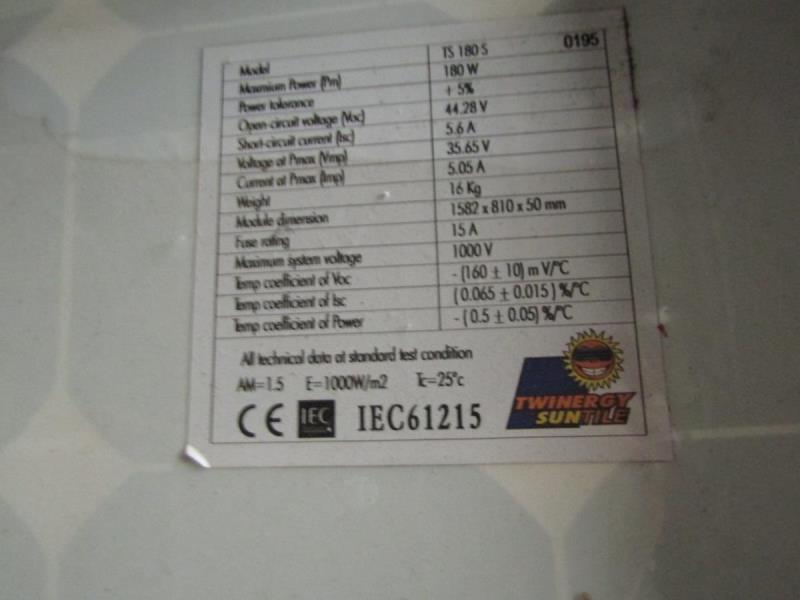 0195
Model TS 180 S
Maxmium Power (Pm) 180 W
Power tolerance + 5%
Open-circuit voltage (Voc) 44.28 V
Short-circuit current (Isc) 5.6 A
Voltage at Pmax (Vmp) 35.65 V
Current at Pmax (Imp) 5.05 A
Weight 16 Kg
Module dimension 1582 x 810 x 50 mm
Fuse rating 15 A
Maximum system voltage 1000 V
Temp coefficient of Voc - (160 ± 10) m V/°C
Temp coefficient of Isc (0.065 ± 0.015) %/°C
Temp coefficient of Power - (0.5 ± 0.05) %/°C
All technical data at standard test condition
AM=1.5 E=1000W/m2 Tc=25°c
CE IEC IEC61215
TWINERGY
SUNTILE